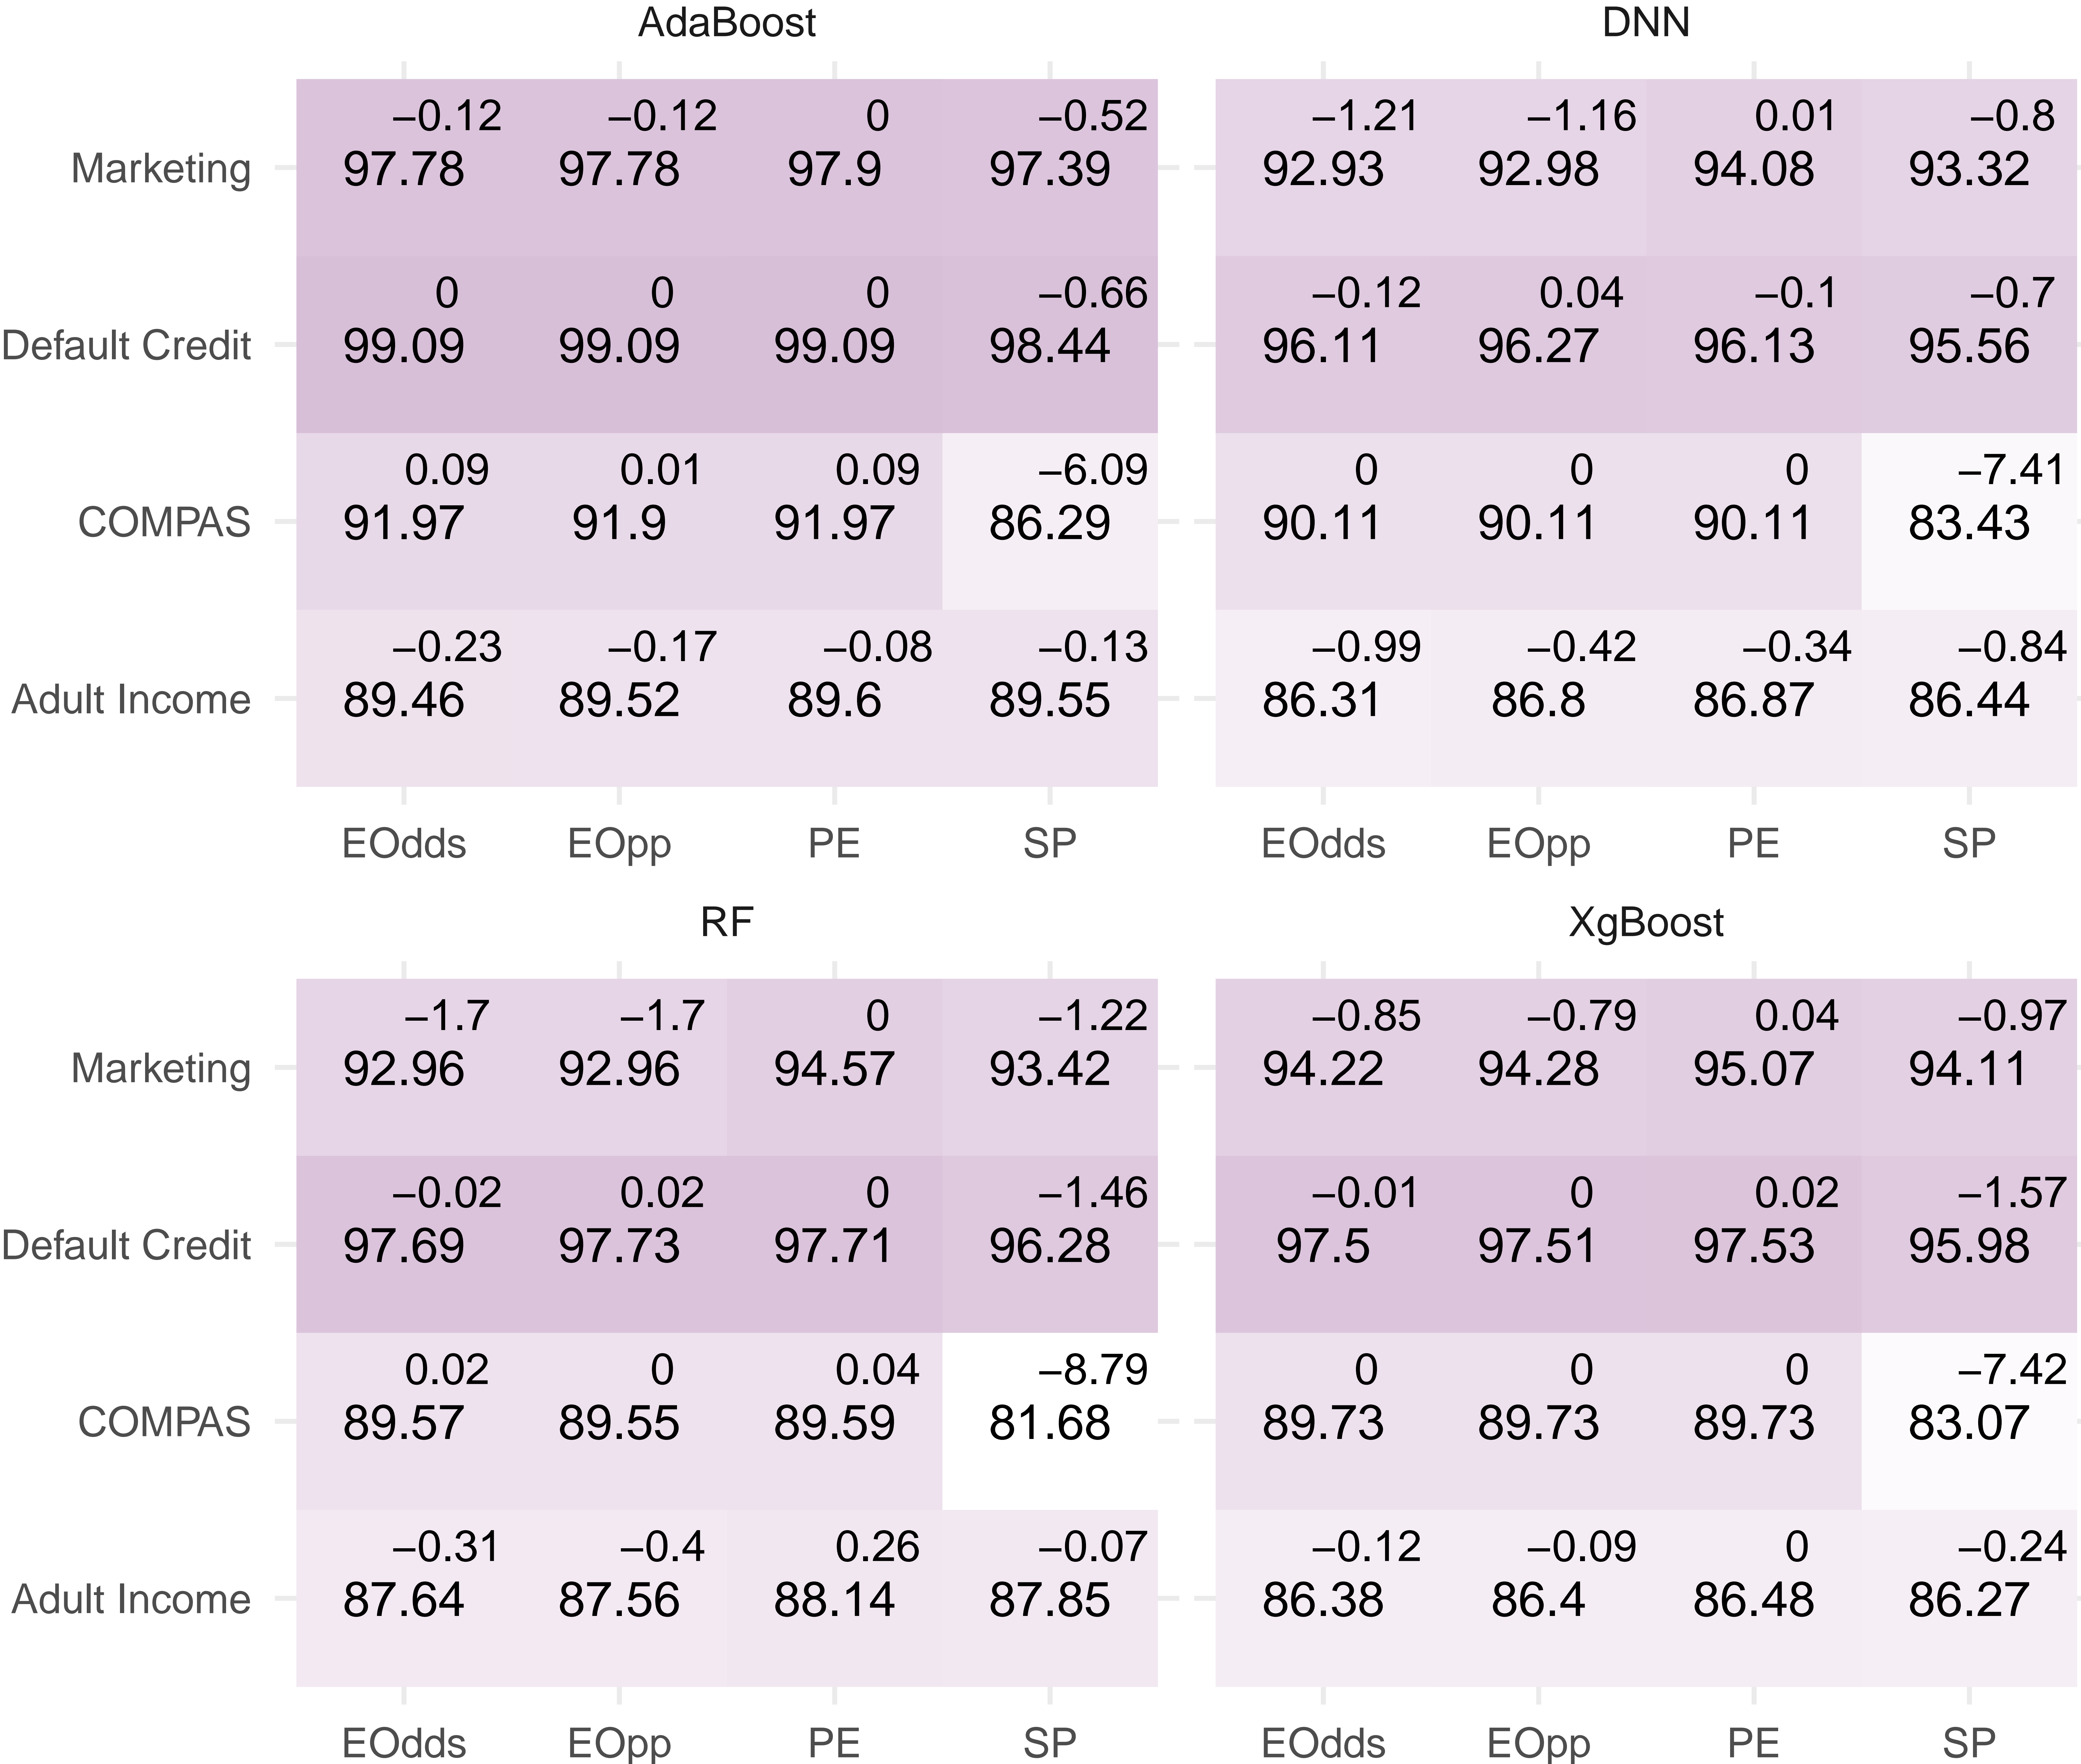 AdaBoost DNN
−0.12 −0.12 0 −0.52 −1.21 −1.16 0.01 −0.8
Marketing 97.78 97.78 97.9 97.39 92.93 92.98 94.08 93.32
0 0 0 −0.66 −0.12 0.04 −0.1 −0.7
Default Credit 99.09 99.09 99.09 98.44 96.11 96.27 96.13 95.56
0.09 0.01 0.09 −6.09 0 0 0 −7.41
COMPAS 91.97 91.9 91.97 86.29 90.11 90.11 90.11 83.43
−0.23 −0.17 −0.08 −0.13 −0.99 −0.42 −0.34 −0.84
Adult Income 89.46 89.52 89.6 89.55 86.31 86.8 86.87 86.44
EOdds EOpp PE SP EOdds EOpp PE SP
RF XgBoost
−1.7 −1.7 0 −1.22 −0.85 −0.79 0.04 −0.97
Marketing 92.96 92.96 94.57 93.42 94.22 94.28 95.07 94.11
−0.02 0.02 0 −1.46 −0.01 0 0.02 −1.57
Default Credit 97.69 97.73 97.71 96.28 97.5 97.51 97.53 95.98
0.02 0 0.04 −8.79 0 0 0 −7.42
COMPAS 89.57 89.55 89.59 81.68 89.73 89.73 89.73 83.07
−0.31 −0.4 0.26 −0.07 −0.12 −0.09 0 −0.24
Adult Income 87.64 87.56 88.14 87.85 86.38 86.4 86.48 86.27
EOdds EOpp PE SP EOdds EOpp PE SP